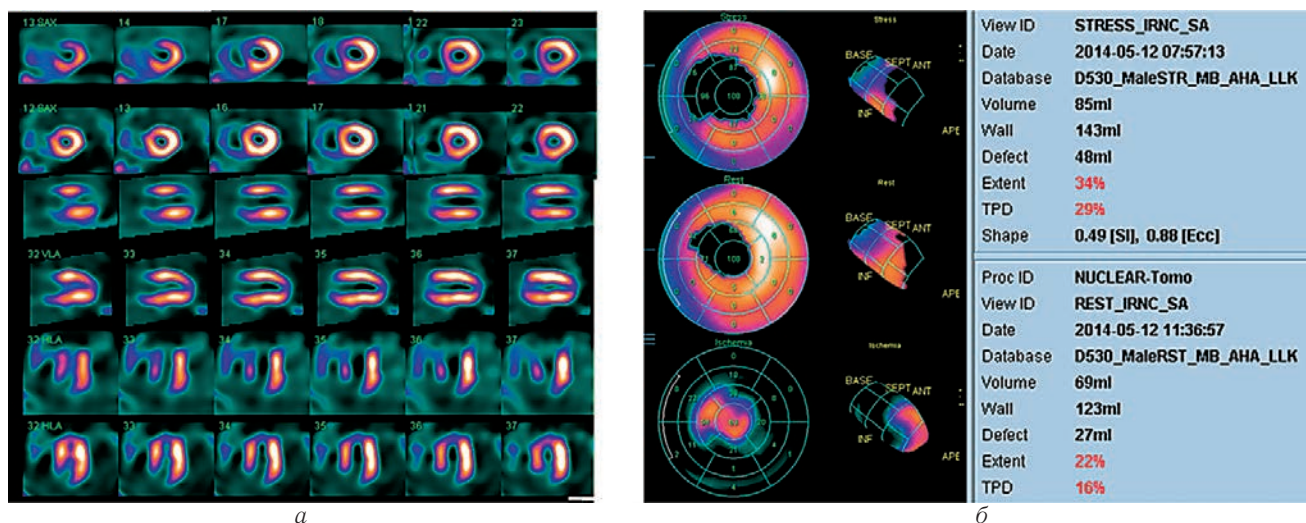 13 SAX 14 17 18 22 23
12 SAX 13 16 17 21 22
32 VLA 33 34 35 36 37
32 HLA 33 34 35 36
32 HLA 33 34 35 36 37
а
Stress
Stress
BASE
SEPT
ANT
INF
APE
100
Rest
Rest
BASE
SEPT
ANT
INF
APE
100
Ischemia
Ischemia
BASE
SEPT
ANT
INF
APE
View ID STRESS_IRNC_SA
Date 2014-05-12 07:57:13
Database D530_MaleSTR_MB_AHA_LLK
Volume 85ml
Wall 143ml
Defect 48ml
Extent 34%
TPD 29%
Shape 0.49 [SI], 0.88 [Ecc]
Proc ID NUCLEAR-Tomo
View ID REST_IRNC_SA
Date 2014-05-12 11:36:57
Database D530_MaleRST_MB_AHA_LLK
Volume 69ml
Wall 123ml
Defect 27ml
Extent 22%
TPD 16%
б